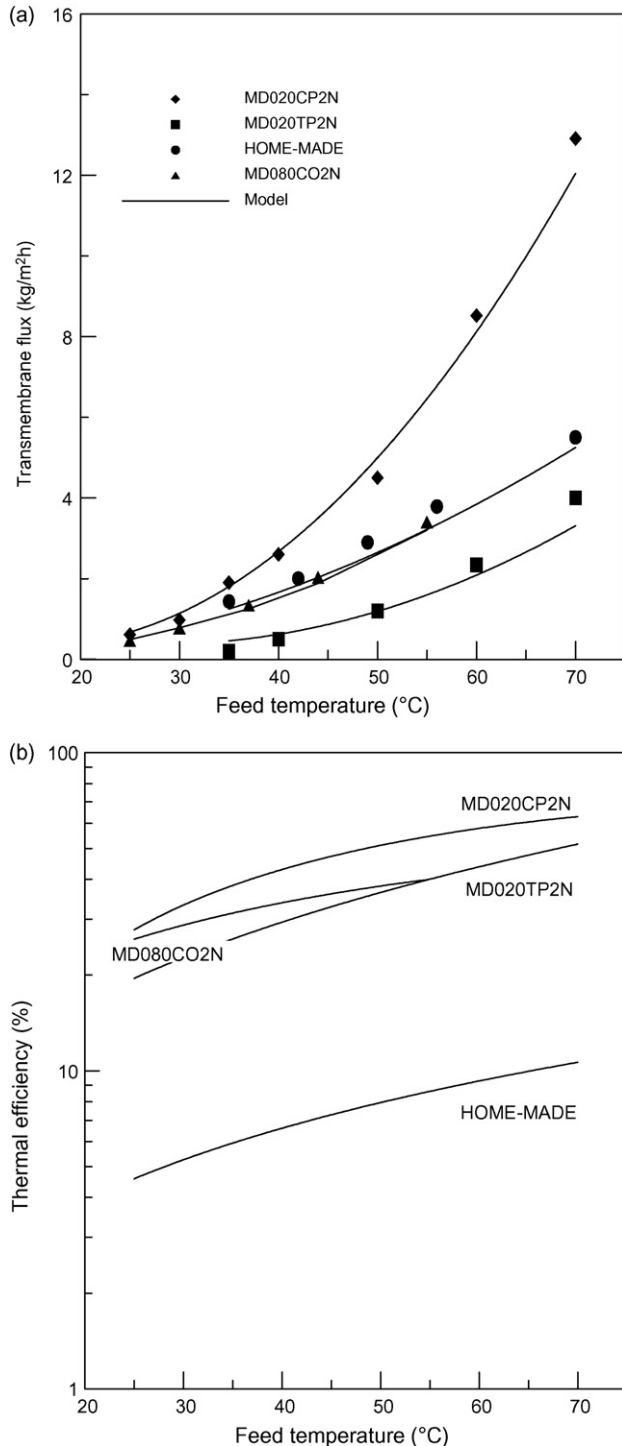 (a)
16
12
8
4
0
Transmembrane flux (kg/m²h)
MD020CP2N
MD020TP2N
HOME-MADE
MD080CO2N
Model
20 30 40 50 60 70
Feed temperature (°C)
(b)
100
10
1
Thermal efficiency (%)
MD020CP2N
MD020TP2N
MD080CO2N
HOME-MADE
20 30 40 50 60 70
Feed temperature (°C)